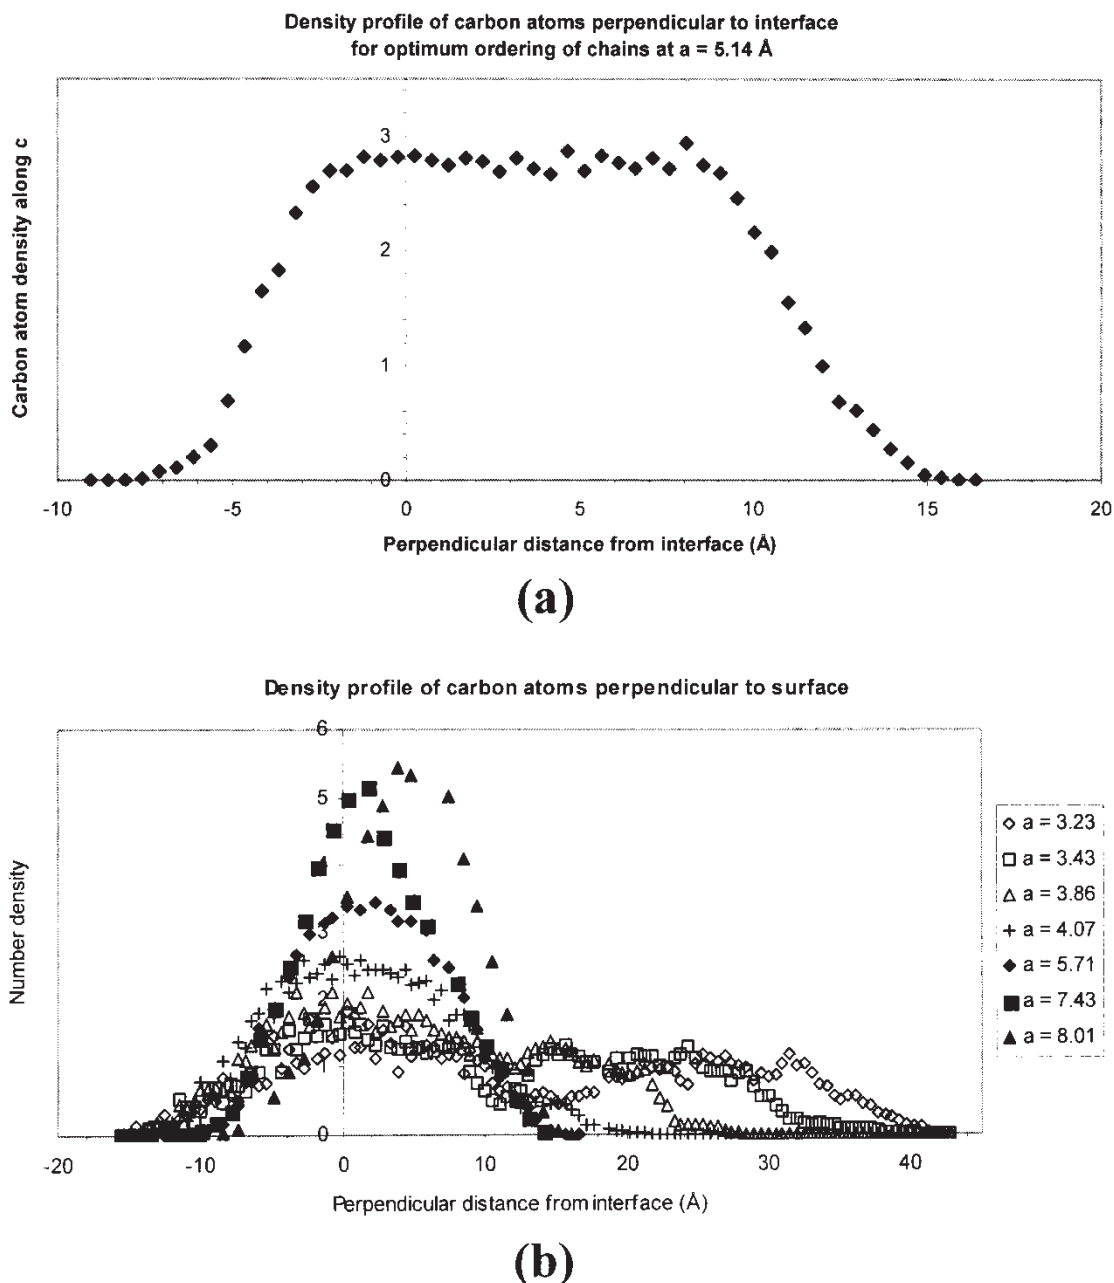 Density profile of carbon atoms perpendicular to interface
for optimum ordering of chains at a = 5.14 Å
Carbon atom density along c
3
2
1
0
-10 -5 0 5 10 15 20
Perpendicular distance from interface (Å)
(a)
Density profile of carbon atoms perpendicular to surface
Number density
6
5
4
3
2
1
0
-20 -10 0 10 20 30 40
Perpendicular distance from interface (Å)
a = 3.23
a = 3.43
a = 3.86
a = 4.07
a = 5.71
a = 7.43
a = 8.01
(b)